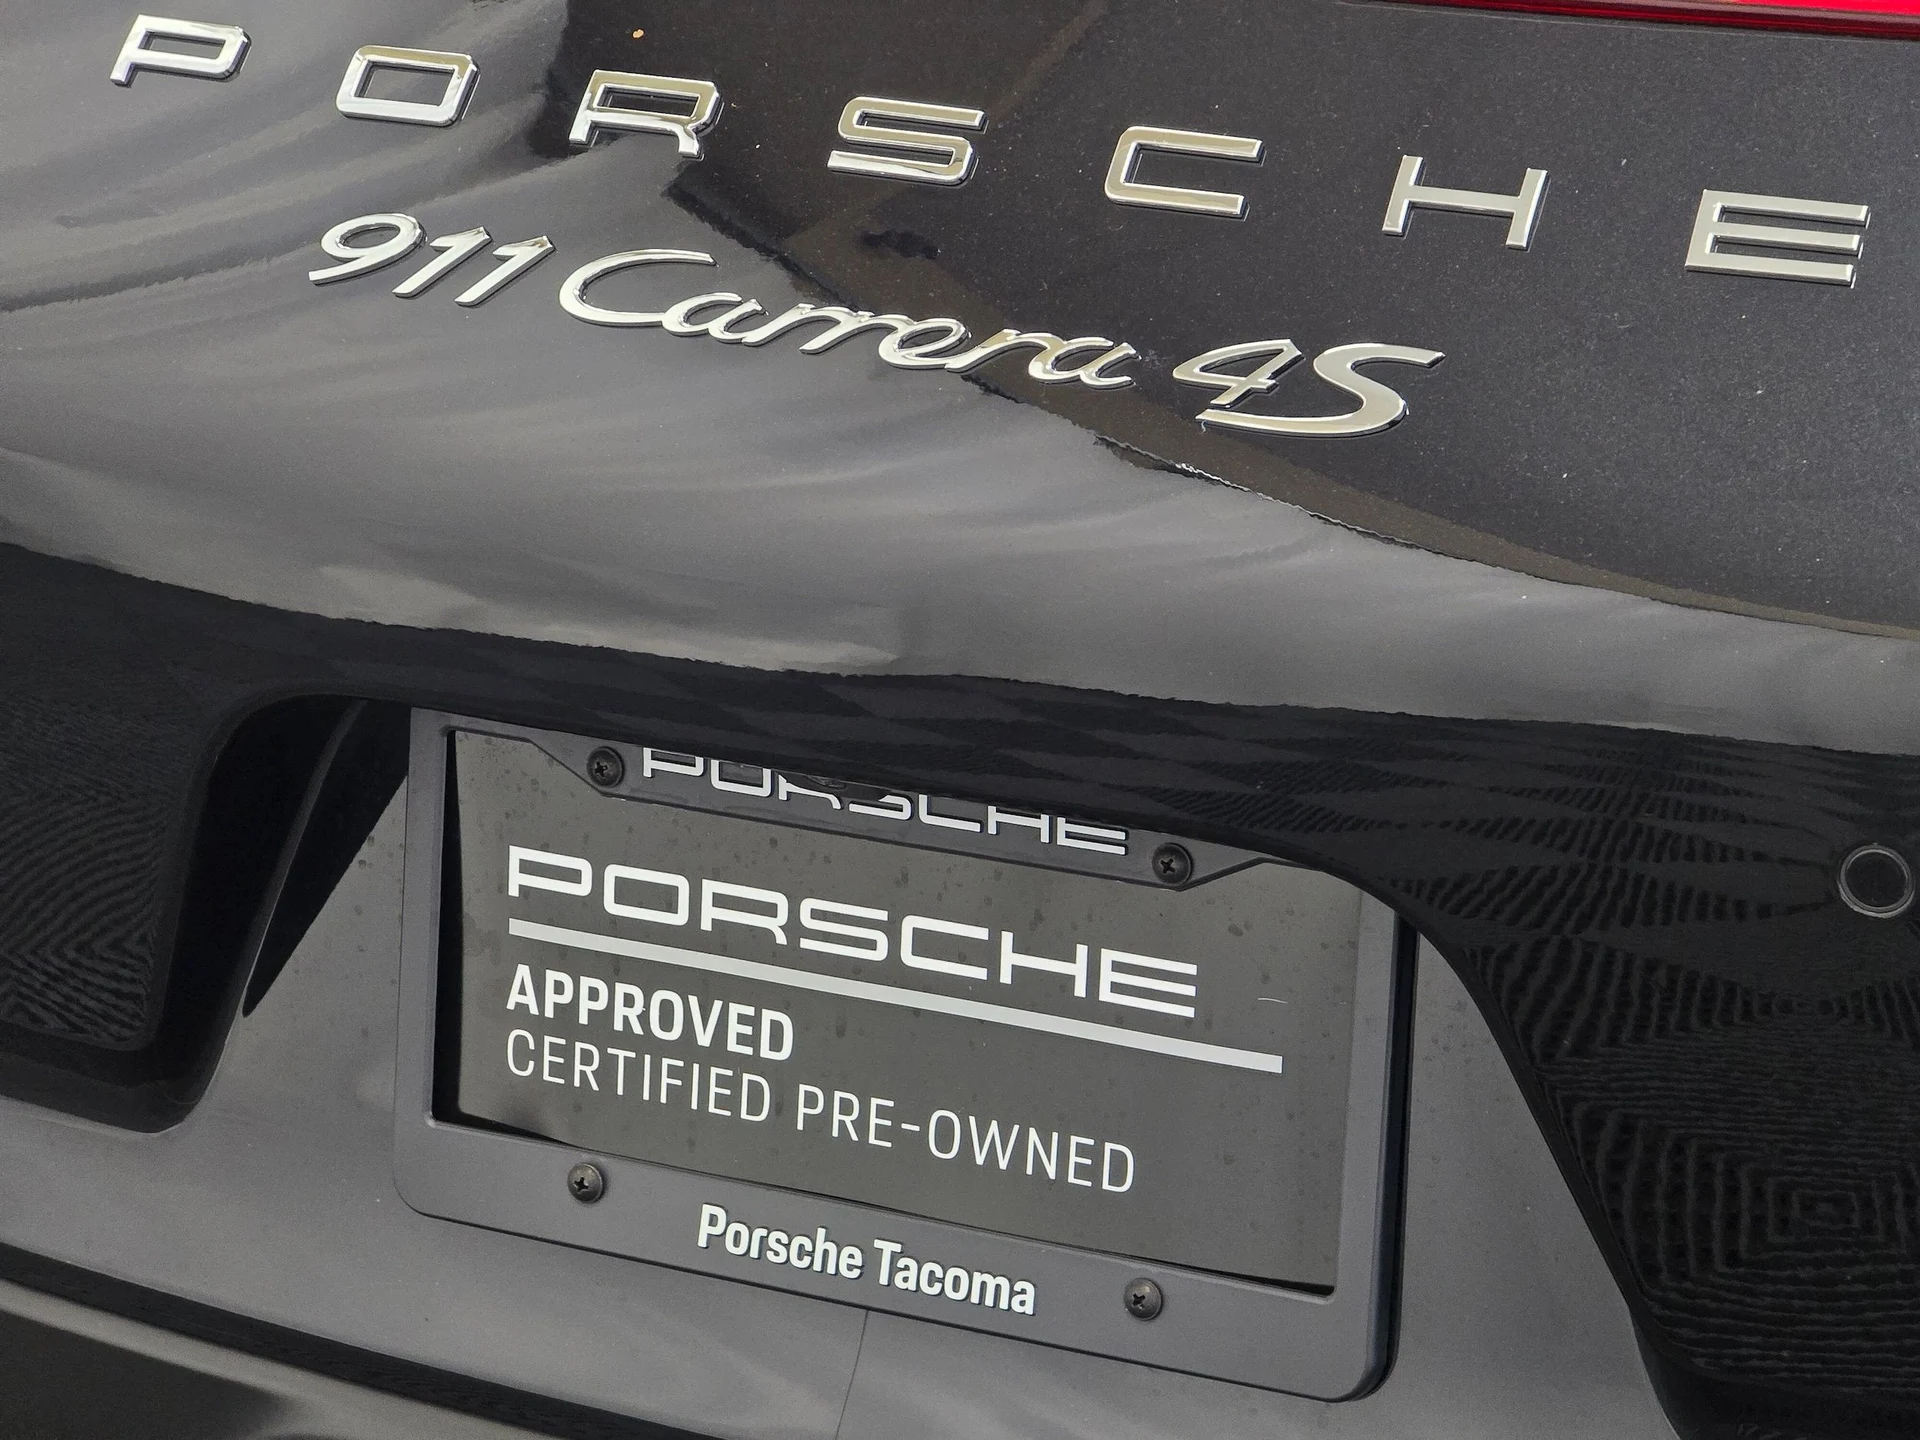 PORSCHE
911 Carrera 4S
PORSCHE
PORSCHE
APPROVED
CERTIFIED PRE-OWNED
Porsche Tacoma